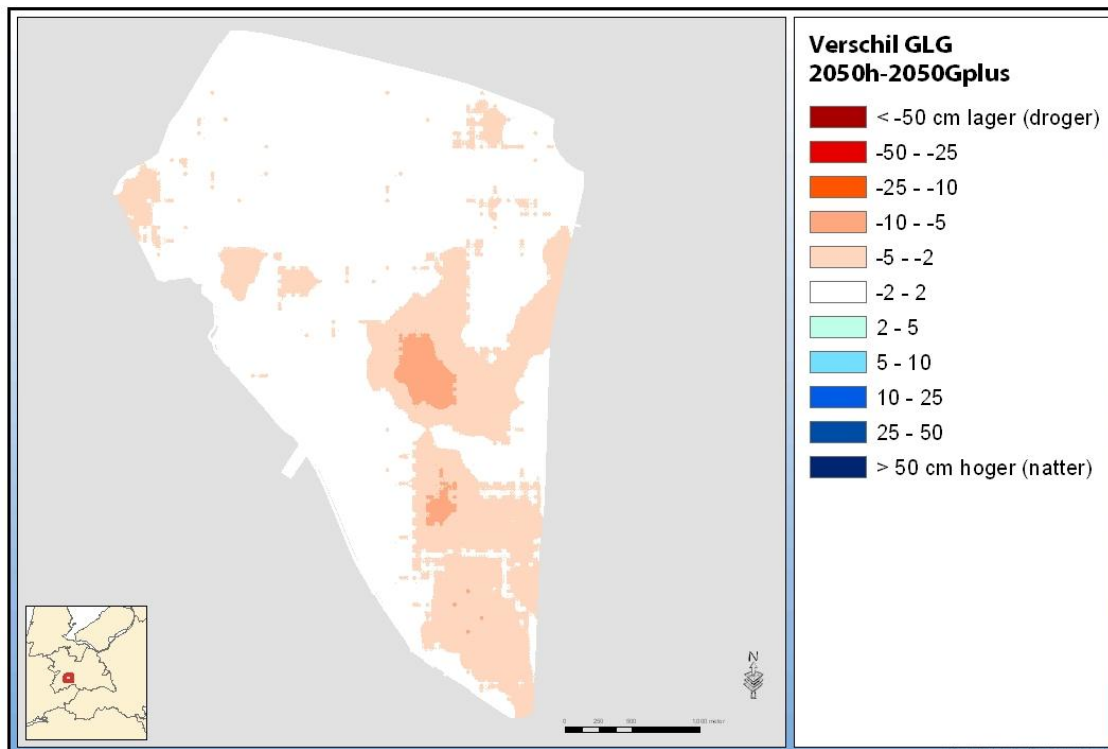 Verschil GLG
2050h-2050Gplus
< -50 cm lager (droger)
-50 - -25
-25 - -10
-10 - -5
-5 - -2
-2 - 2
2 - 5
5 - 10
10 - 25
25 - 50
> 50 cm hoger (natter)
N
0 250 500 1.000 meter